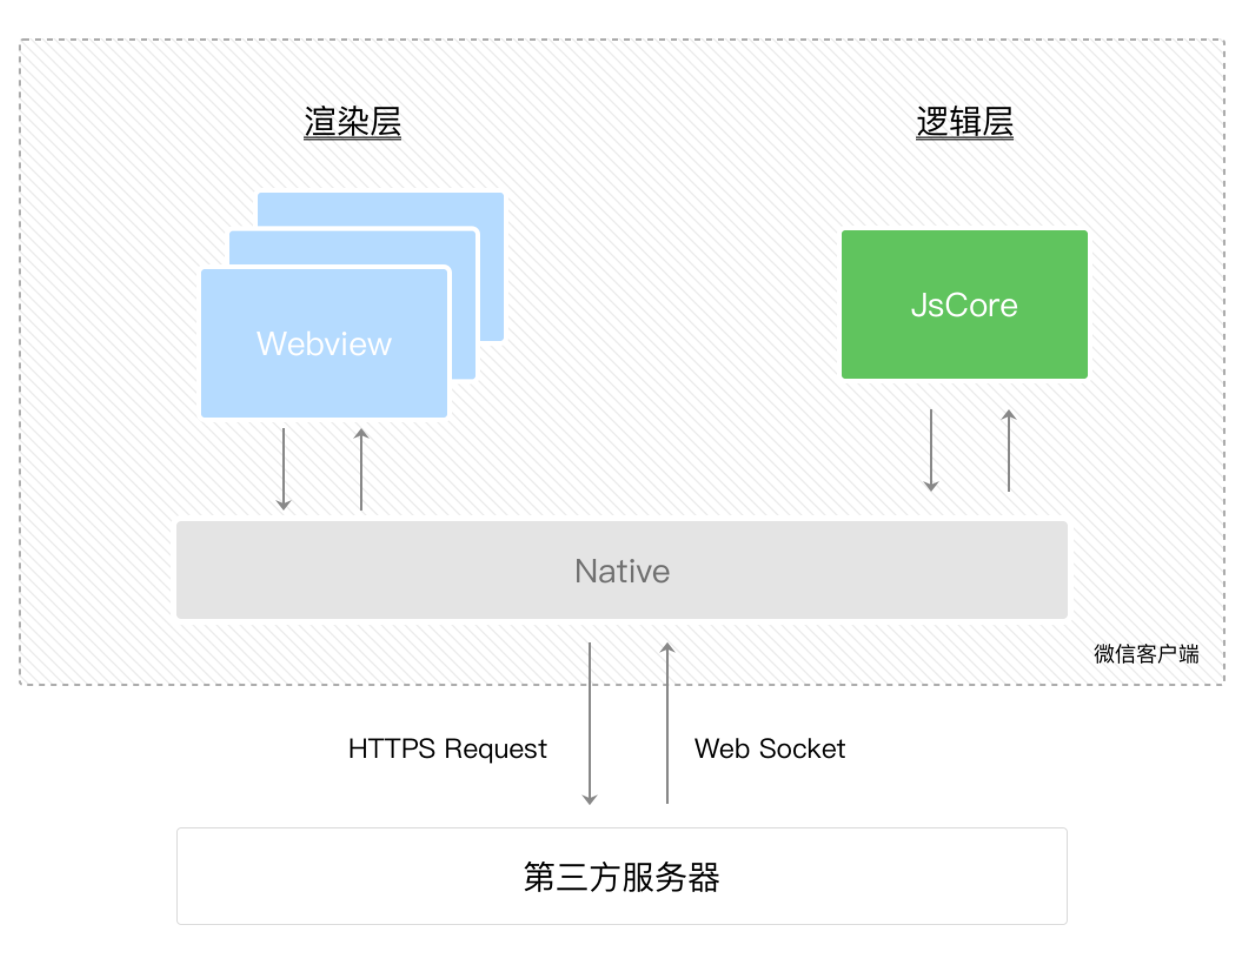 渲染层
逻辑层
Webview
JsCore
Native
微信客户端
HTTPS Request
Web Socket
第三方服务器